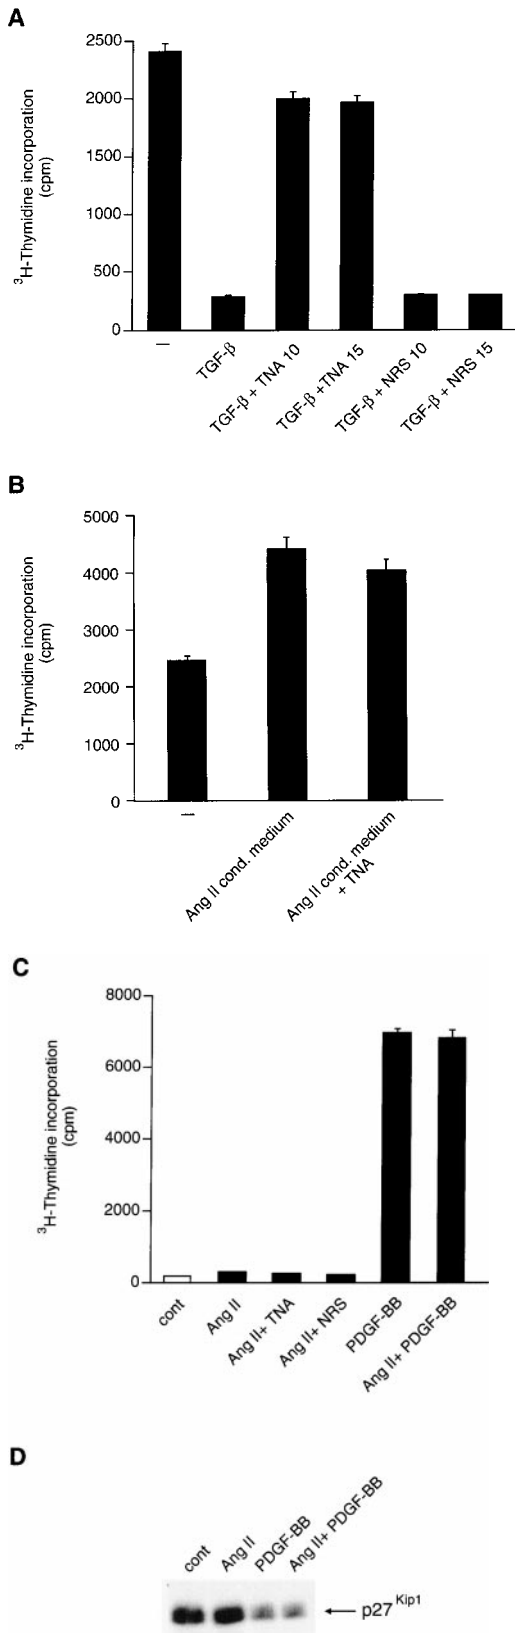 A
2500
2000
1500
1000
500
0
³H-Thymidine incorporation
(cpm)
—
TGF-β
TGF-β + TNA 10
TGF-β +TNA 15
TGF-β + NRS 10
TGF-β + NRS 15
B
5000
4000
3000
2000
1000
0
³H-Thymidine incorporation
(cpm)
—
Ang II cond. medium
Ang II cond. medium
+ TNA
C
8000
6000
4000
2000
0
³H-Thymidine incorporation
(cpm)
cont
Ang II
Ang II+ TNA
Ang II+ NRS
PDGF-BB
Ang II+ PDGF-BB
D
cont
Ang II
PDGF-BB
Ang II+ PDGF-BB
← p27 Kip1